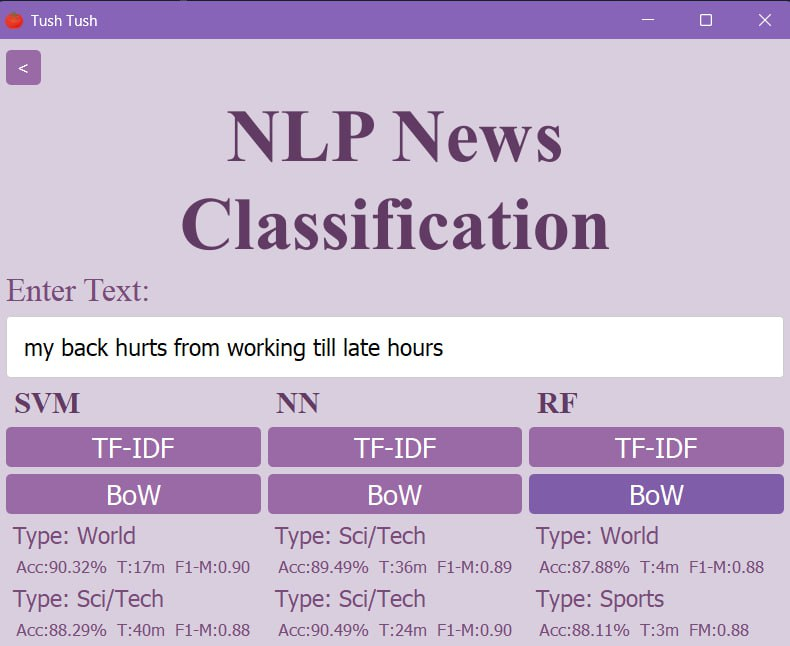 Tush Tush
<
NLP News
Classification
Enter Text:
my back hurts from working till late hours
SVM NN RF
TF-IDF TF-IDF TF-IDF
BoW BoW BoW
Type: World Type: Sci/Tech Type: World
Acc:90.32% T:17m F1-M:0.90 Acc:89.49% T:36m F1-M:0.89 Acc:87.88% T:4m F1-M:0.88
Type: Sci/Tech Type: Sci/Tech Type: Sports
Acc:88.29% T:40m F1-M:0.88 Acc:90.49% T:24m F1-M:0.90 Acc:88.11% T:3m FM:0.88